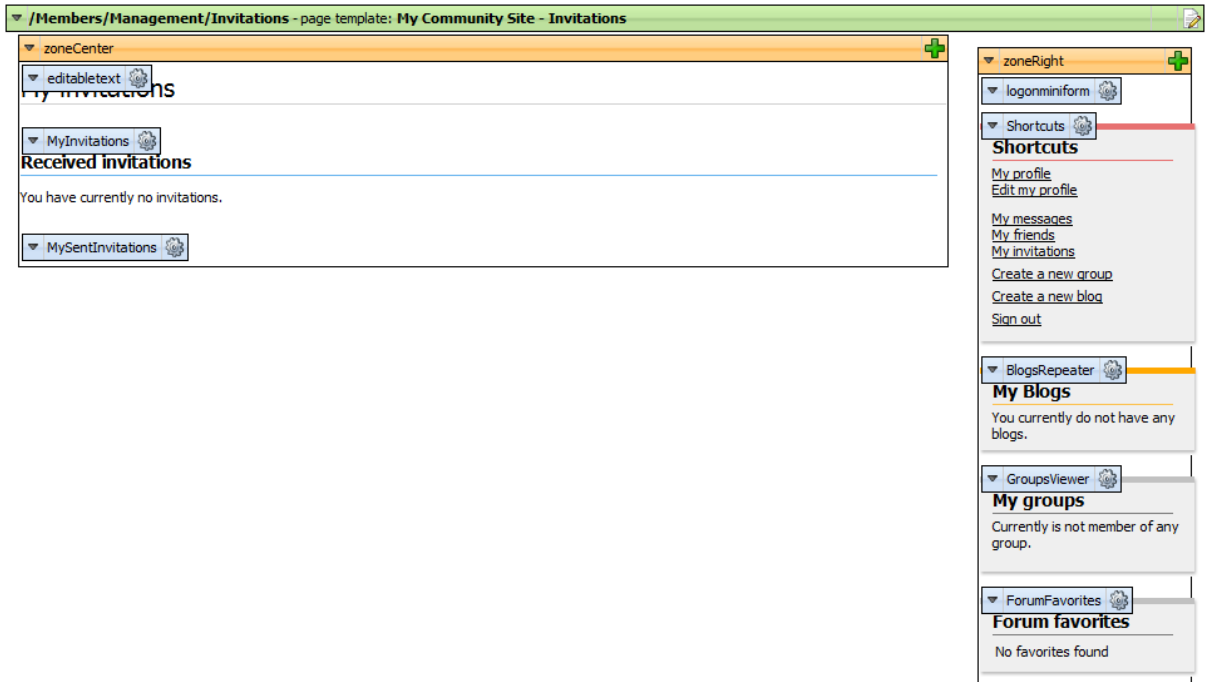 /Members/Management/Invitations - page template: My Community Site - Invitations
zoneCenter
editabletext
My Invitations
MyInvitations
Received invitations
You have currently no invitations.
MySentInvitations
zoneRight
logonminiform
Shortcuts
Shortcuts
My profile
Edit my profile
My messages
My friends
My invitations
Create a new group
Create a new blog
Sign out
BlogsRepeater
My Blogs
You currently do not have any
blogs.
GroupsViewer
My groups
Currently is not member of any
group.
ForumFavorites
Forum favorites
No favorites found